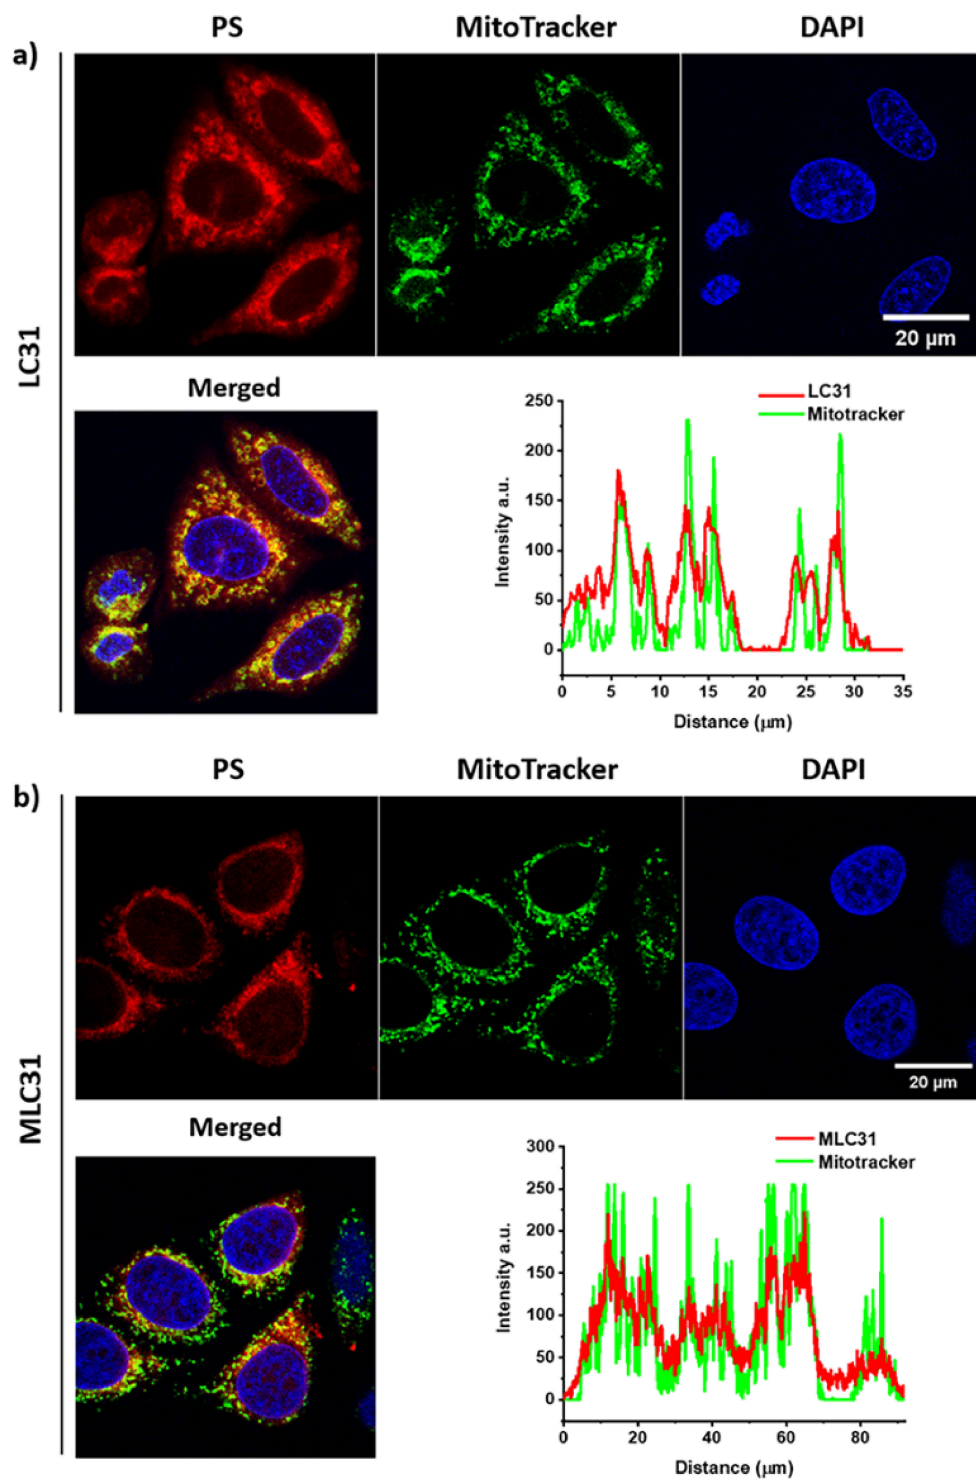 PS MitoTracker DAPI
a)
LC31
20 µm
Merged
LC31
Mitotracker
250
200
150
100
50
0
Intensity a.u.
0 5 10 15 20 25 30 35
Distance (µm)
PS MitoTracker DAPI
b)
MLC31
20 µm
Merged
MLC31
Mitotracker
300
250
200
150
100
50
0
Intensity a.u.
0 20 40 60 80
Distance (µm)